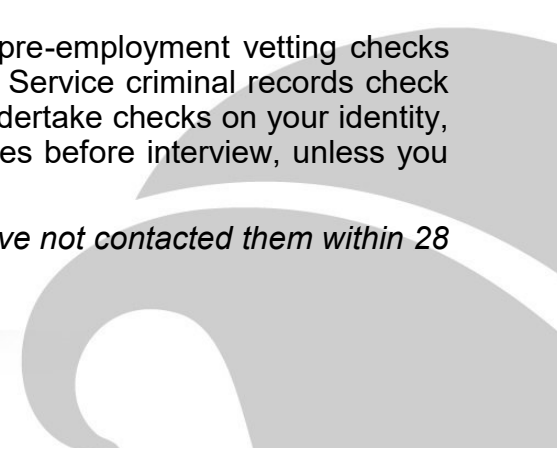 pre-employment vetting checks
Service criminal records check
dertake checks on your identity,
es before interview, unless you
ve not contacted them within 28